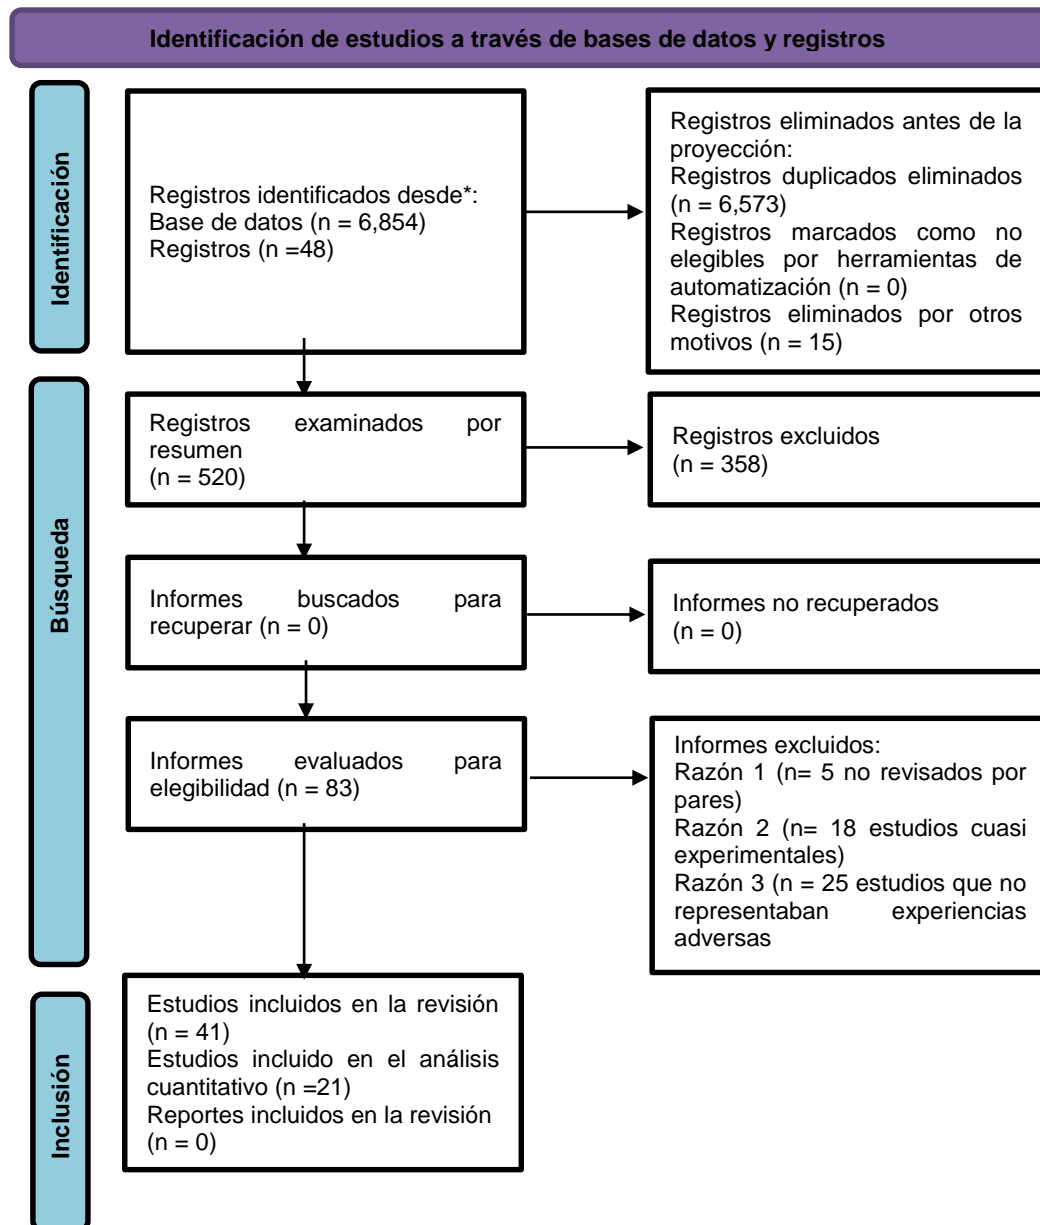 Identificación de estudios a través de bases de datos y registros
Identificación
Registros identificados desde*:
Base de datos (n = 6,854)
Registros (n =48)
Registros eliminados antes de la
proyección:
Registros duplicados eliminados
(n = 6,573)
Registros marcados como no
elegibles por herramientas de
automatización (n = 0)
Registros eliminados por otros
motivos (n = 15)
Búsqueda
Registros examinados por
resumen
(n = 520)
Registros excluidos
(n = 358)
Informes buscados para
recuperar (n = 0)
Informes no recuperados
(n = 0)
Informes evaluados para
elegibilidad (n = 83)
Informes excluidos:
Razón 1 (n= 5 no revisados por
pares)
Razón 2 (n= 18 estudios cuasi
experimentales)
Razón 3 (n = 25 estudios que no
representaban experiencias
adversas
Inclusión
Estudios incluidos en la revisión
(n = 41)
Estudios incluido en el análisis
cuantitativo (n =21)
Reportes incluidos en la revisión
(n = 0)